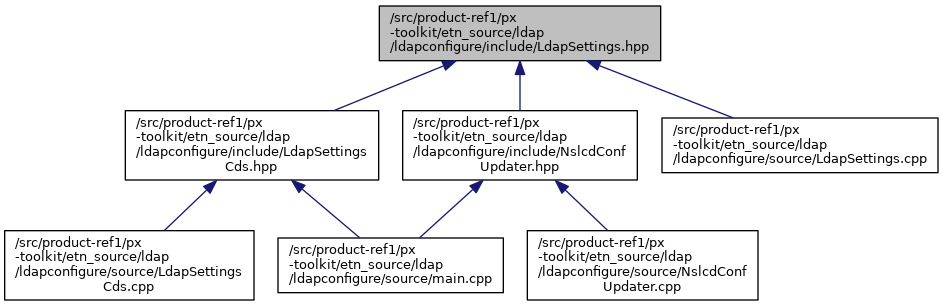 /src/product-ref1/px
-toolkit/etn_source/ldap
/ldapconfigure/include/LdapSettings.hpp
/src/product-ref1/px
-toolkit/etn_source/ldap
/ldapconfigure/include/LdapSettings
Cds.hpp
/src/product-ref1/px
-toolkit/etn_source/ldap
/ldapconfigure/include/NslcdConf
Updater.hpp
/src/product-ref1/px
-toolkit/etn_source/ldap
/ldapconfigure/source/LdapSettings.cpp
/src/product-ref1/px
-toolkit/etn_source/ldap
/ldapconfigure/source/LdapSettings
Cds.cpp
/src/product-ref1/px
-toolkit/etn_source/ldap
/ldapconfigure/source/main.cpp
/src/product-ref1/px
-toolkit/etn_source/ldap
/ldapconfigure/source/NslcdConf
Updater.cpp